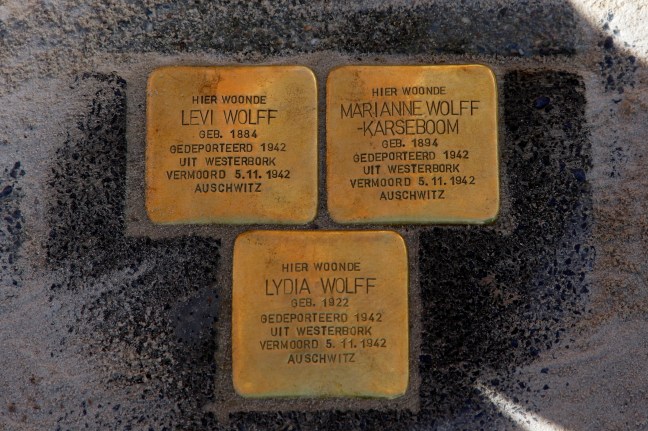 HIER WOONDE
LEVI WOLFF
GEB. 1884
GEDEPORTEERD 1942
UIT WESTERBORK
VERMOORD 5.11.1942
AUSCHWITZ
HIER WOONDE
MARIANNE WOLFF
-KARSEBOOM
GEB. 1894
GEDEPORTEERD 1942
UIT WESTERBORK
VERMOORD 5.11.1942
AUSCHWITZ
HIER WOONDE
LYDIA WOLFF
GEB. 1922
GEDEPORTEERD 1942
UIT WESTERBORK
VERMOORD 5.11.1942
AUSCHWITZ